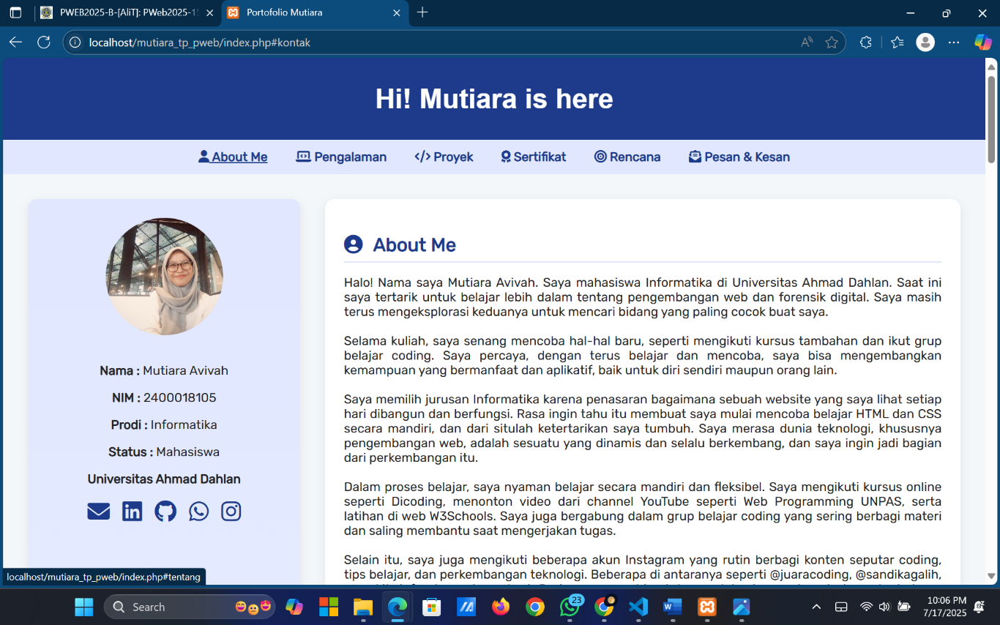 PWEB2025-B-[AliT]: PWeb2025-15
Portofolio Mutiara
localhost/mutiara_tp_pweb/index.php#kontak
Hi! Mutiara is here
About Me
Pengalaman
Proyek
Sertifikat
Rencana
Pesan & Kesan
Nama : Mutiara Avivah
NIM : 2400018105
Prodi : Informatika
Status : Mahasiswa
Universitas Ahmad Dahlan
About Me
Halo! Nama saya Mutiara Avivah. Saya mahasiswa Informatika di Universitas Ahmad Dahlan. Saat ini
saya tertarik untuk belajar lebih dalam tentang pengembangan web dan forensik digital. Saya masih
terus mengeksplorasi keduanya untuk mencari bidang yang paling cocok buat saya.
Selama kuliah, saya senang mencoba hal-hal baru, seperti mengikuti kursus tambahan dan ikut grup
belajar coding. Saya percaya, dengan terus belajar dan mencoba, saya bisa mengembangkan
kemampuan yang bermanfaat dan aplikatif, baik untuk diri sendiri maupun orang lain.
Saya memilih jurusan Informatika karena penasaran bagaimana sebuah website yang saya lihat setiap
hari dibangun dan berfungsi. Rasa ingin tahu itu membuat saya mulai mencoba belajar HTML dan CSS
secara mandiri, dan dari situlah ketertarikan saya tumbuh. Saya merasa dunia teknologi, khususnya
pengembangan web, adalah sesuatu yang dinamis dan selalu berkembang, dan saya ingin jadi bagian
dari perkembangan itu.
Dalam proses belajar, saya nyaman belajar secara mandiri dan fleksibel. Saya mengikuti kursus online
seperti Dicoding, menonton video dari channel YouTube seperti Web Programming UNPAS, serta
latihan di web W3Schools. Saya juga bergabung dalam grup belajar coding yang sering berbagi materi
dan saling membantu saat mengerjakan tugas.
Selain itu, saya juga mengikuti beberapa akun Instagram yang rutin berbagi konten seputar coding,
tips belajar, dan perkembangan teknologi. Beberapa di antaranya seperti @juaracoding, @sandikagalih,
localhost/mutiara_tp_pweb/index.php#tentang
Search
23
10:06 PM
7/17/2025